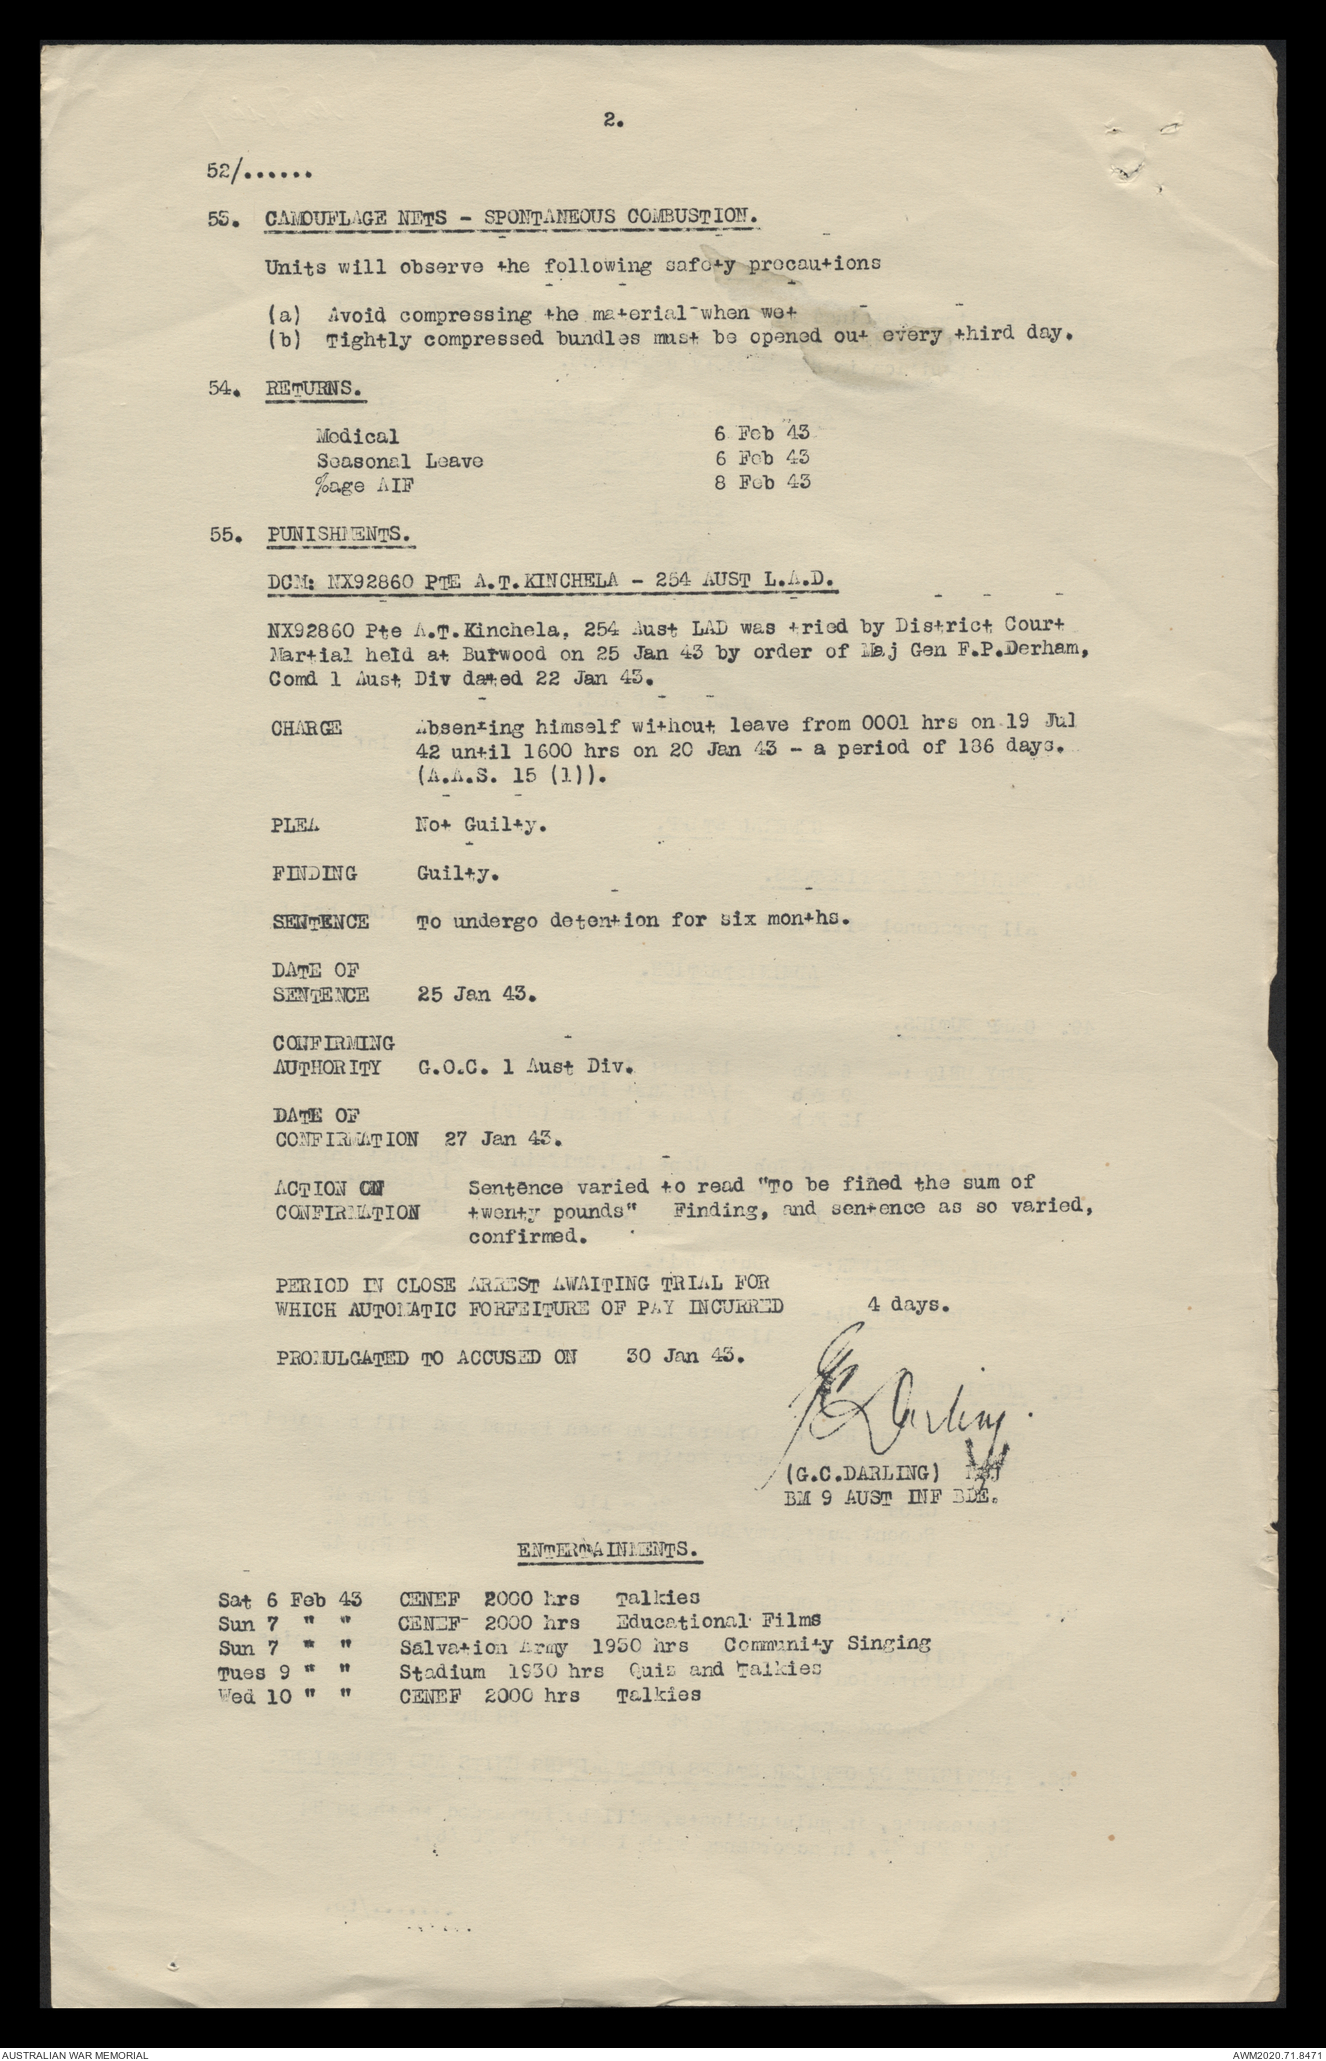 2.
52/......
53. CAMOUFLAGE NETS - SPONTANEOUS COMBUSTION.
Units will observe the following safety precautions
(a) Avoid compressing the material when wet
(b) Tightly compressed bundles must be opened out every third day.
54. RETURNS.
Medical 6 Feb 43
Seasonal Leave 6 Feb 43
%age AIF 8 Feb 43
55. PUNISHMENTS.
DCM: NX92860 PTE A.T.KINCHELA - 254 AUST L.A.D.
NX92860 Pte A.T.Kinchela, 254 Aust LAD was tried by District Court
Martial held at Burwood on 25 Jan 43 by order of Maj Gen F.P.Derham,
Comd 1 Aust Div dated 22 Jan 43.
CHARGE Absenting himself without leave from 0001 hrs on 19 Jul
42 until 1600 hrs on 20 Jan 43 - a period of 186 days.
(A.A.S. 15 (1)).
PLEA Not Guilty.
FINDING Guilty.
SENTENCE To undergo detention for six months.
DATE OF
SENTENCE 25 Jan 43.
CONFIRMING
AUTHORITY G.O.C. 1 Aust Div.
DATE OF
CONFIRMATION 27 Jan 43.
ACTION ON Sentence varied to read "To be fined the sum of
CONFIRMATION twenty pounds" Finding, and sentence as so varied,
confirmed.
PERIOD IN CLOSE ARREST AWAITING TRIAL FOR
WHICH AUTOMATIC FORFEITURE OF PAY INCURRED 4 days.
PROMULGATED TO ACCUSED ON 30 Jan 43.
GC Darling.
(G.C.DARLING) MAJ
BM 9 AUST INF BDE.
ENTERTAINMENTS.
Sat 6 Feb 43 CENEF 2000 hrs Talkies
Sun 7 " " CENEF 2000 hrs Educational Films
Sun 7 " " Salvation Army 1930 hrs Community Singing
Tues 9 " " Stadium 1930 hrs Quis and Talkies
Wed 10 " " CENEF 2000 hrs Talkies
AUSTRALIAN WAR MEMORIAL
AWM2020.71.8471